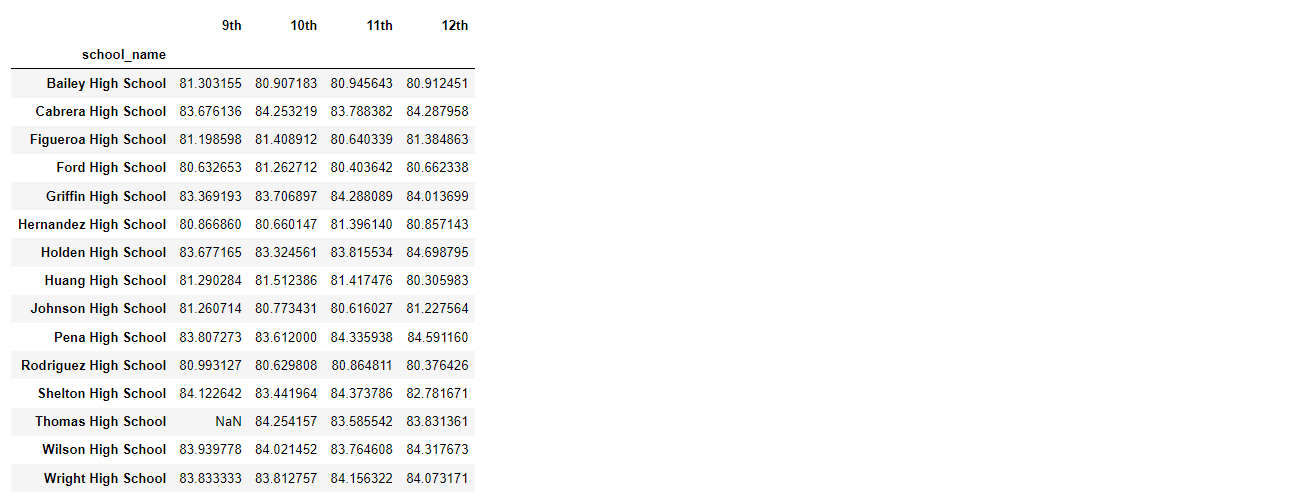 9th 10th 11th 12th
school_name
Bailey High School 81.303155 80.907183 80.945643 80.912451
Cabrera High School 83.676136 84.253219 83.788382 84.287958
Figueroa High School 81.198598 81.408912 80.640339 81.384863
Ford High School 80.632653 81.262712 80.403642 80.662338
Griffin High School 83.369193 83.706897 84.288089 84.013699
Hernandez High School 80.866860 80.660147 81.396140 80.857143
Holden High School 83.677165 83.324561 83.815534 84.698795
Huang High School 81.290284 81.512386 81.417476 80.305983
Johnson High School 81.260714 80.773431 80.616027 81.227564
Pena High School 83.807273 83.612000 84.335938 84.591160
Rodriguez High School 80.993127 80.629808 80.864811 80.376426
Shelton High School 84.122642 83.441964 84.373786 82.781671
Thomas High School NaN 84.254157 83.585542 83.831361
Wilson High School 83.939778 84.021452 83.764608 84.317673
Wright High School 83.833333 83.812757 84.156322 84.073171